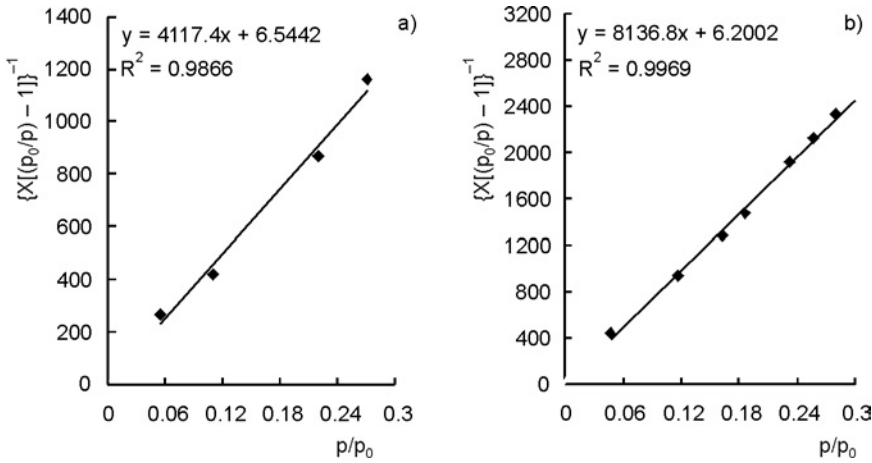 1400
1200
1000
800
600
400
200
0
{X[(p₀/p) – 1]}⁻¹
y = 4117.4x + 6.5442
R² = 0.9866
a)
0 0.06 0.12 0.18 0.24 0.3
p/p₀
3200
2800
2400
2000
1600
1200
800
400
0
{X[(p₀/p) – 1]}⁻¹
y = 8136.8x + 6.2002
R² = 0.9969
b)
0 0.06 0.12 0.18 0.24 0.3
p/p₀